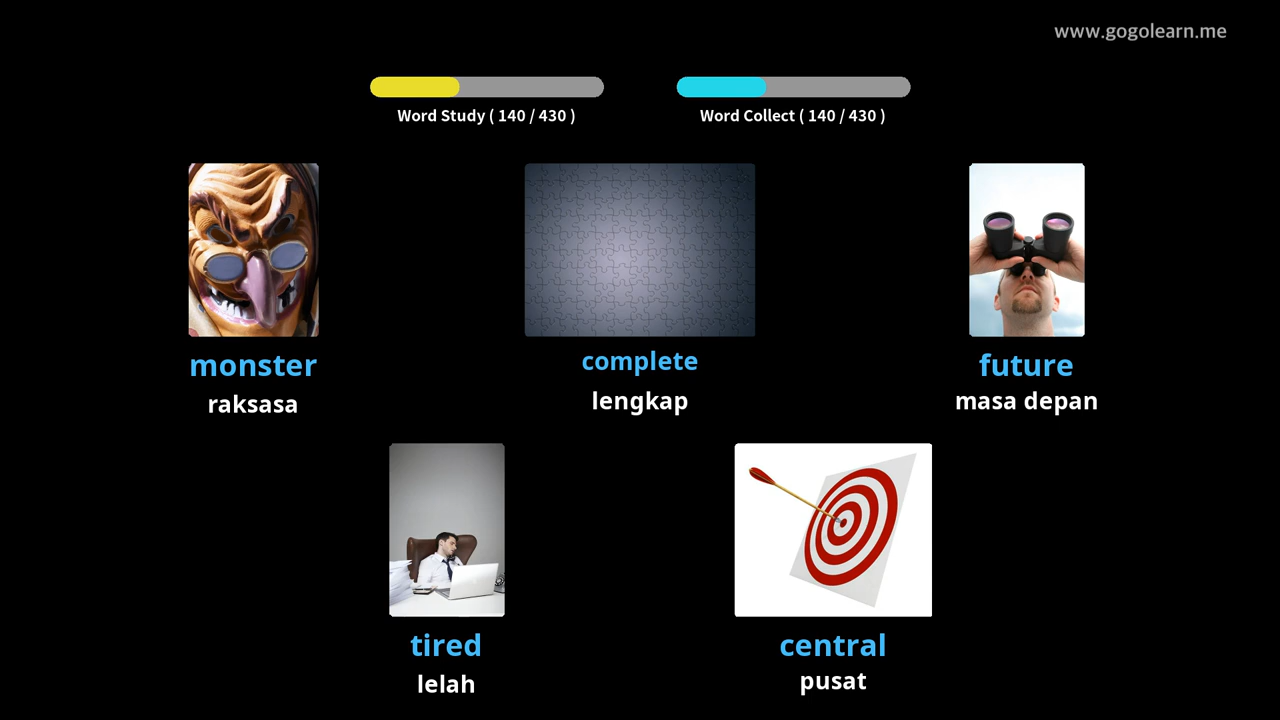 www.gogolearn.me
Word Study ( 140 / 430 )
Word Collect ( 140 / 430 )
monster
raksasa
complete
lengkap
future
masa depan
tired
lelah
central
pusat